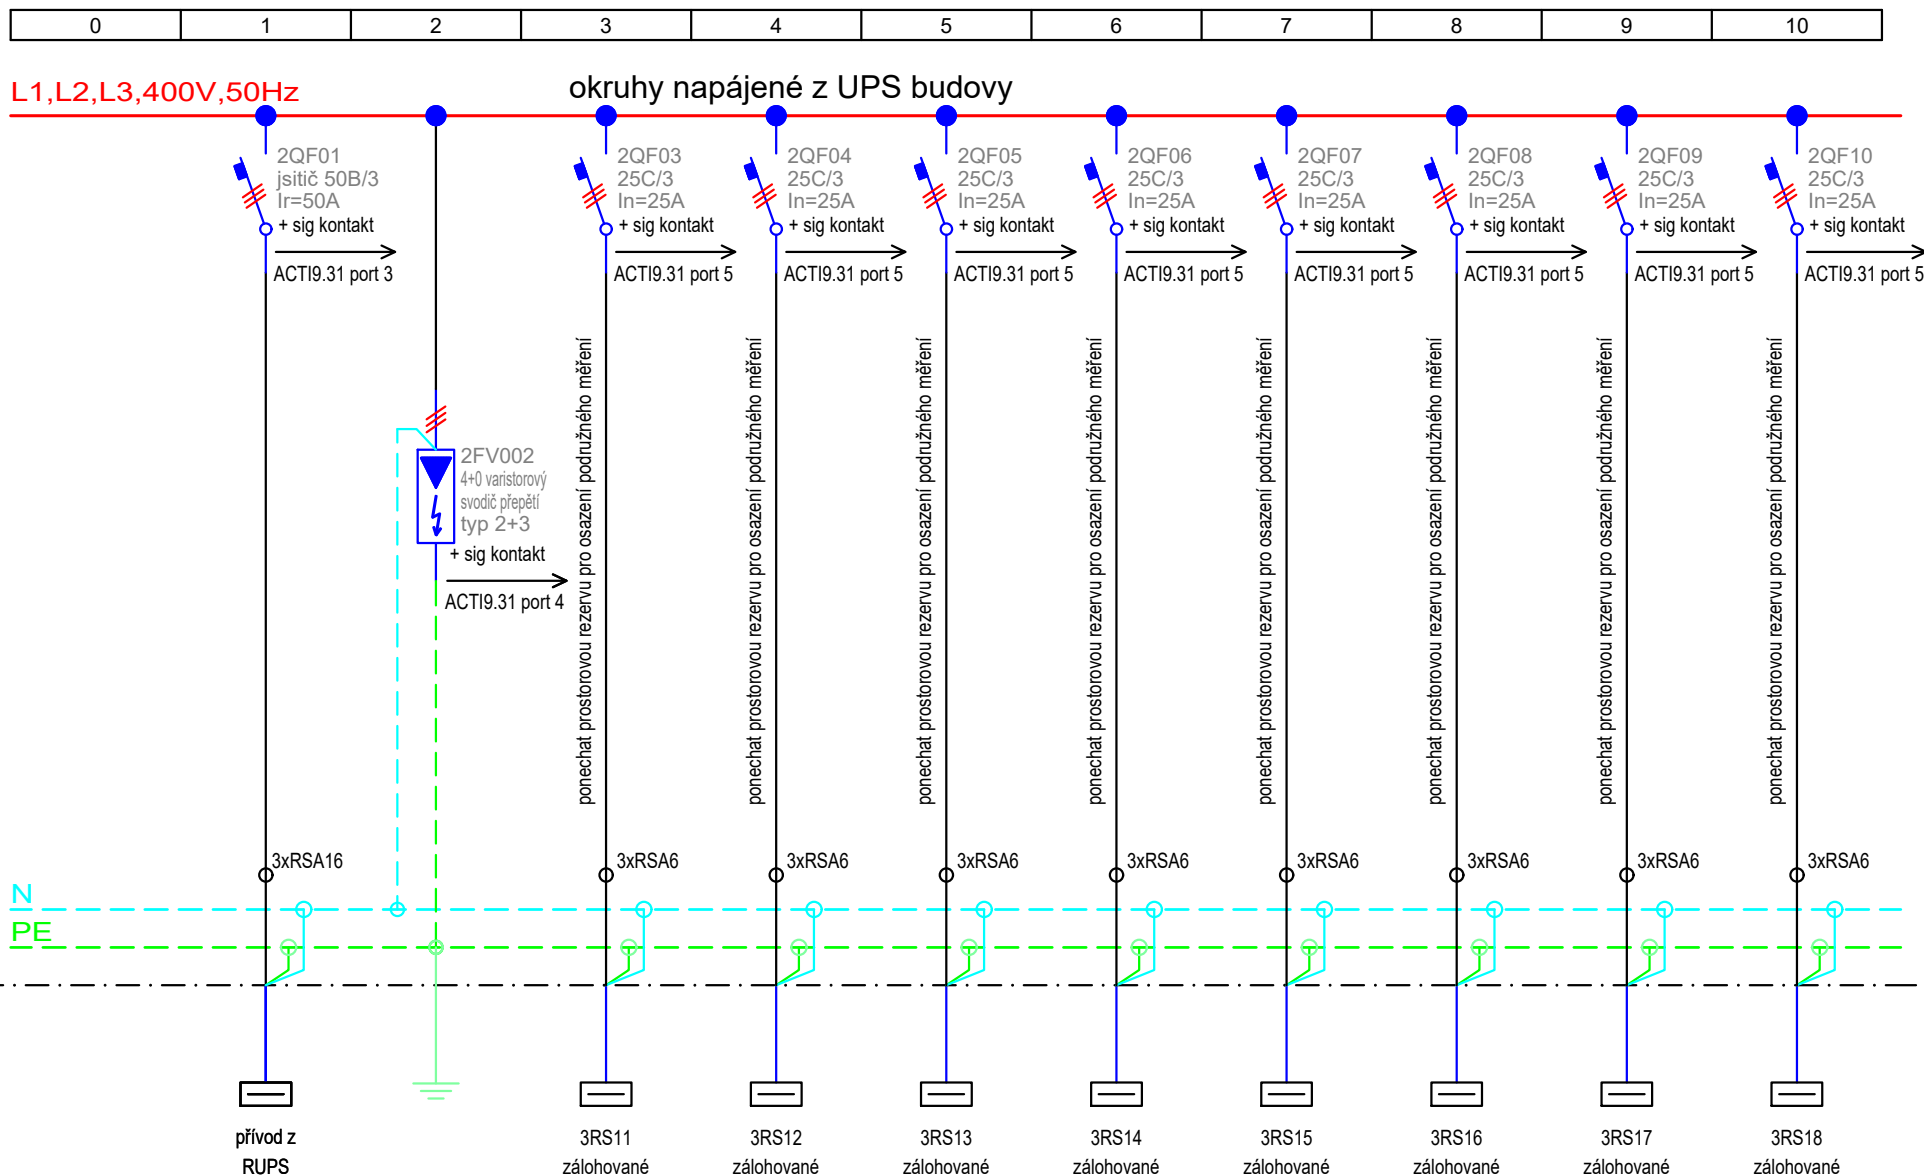 0 1 2 3 4 5 6 7 8 9 10
L1,L2,L3,400V,50Hz
okruhy napájené z UPS budovy
2QF01
jsitič 50B/3
Ir=50A
+ sig kontakt
ACTI9.31 port 3
2FV002
4+0 varistorový
svodič přepětí
typ 2+3
+ sig kontakt
ACTI9.31 port 4
2QF03
25C/3
In=25A
+ sig kontakt
ACTI9.31 port 5
ponechat prostorovou rezervu pro osazení podružného měření
2QF04
25C/3
In=25A
+ sig kontakt
ACTI9.31 port 5
ponechat prostorovou rezervu pro osazení podružného měření
2QF05
25C/3
In=25A
+ sig kontakt
ACTI9.31 port 5
ponechat prostorovou rezervu pro osazení podružného měření
2QF06
25C/3
In=25A
+ sig kontakt
ACTI9.31 port 5
ponechat prostorovou rezervu pro osazení podružného měření
2QF07
25C/3
In=25A
+ sig kontakt
ACTI9.31 port 5
ponechat prostorovou rezervu pro osazení podružného měření
2QF08
25C/3
In=25A
+ sig kontakt
ACTI9.31 port 5
ponechat prostorovou rezervu pro osazení podružného měření
2QF09
25C/3
In=25A
+ sig kontakt
ACTI9.31 port 5
ponechat prostorovou rezervu pro osazení podružného měření
2QF10
25C/3
In=25A
+ sig kontakt
ACTI9.31 port 5
ponechat prostorovou rezervu pro osazení podružného měření
3xRSA16 3xRSA6 3xRSA6 3xRSA6 3xRSA6 3xRSA6 3xRSA6 3xRSA6 3xRSA6
N
PE
přívod z
RUPS
3RS11
zálohované
3RS12
zálohované
3RS13
zálohované
3RS14
zálohované
3RS15
zálohované
3RS16
zálohované
3RS17
zálohované
3RS18
zálohované